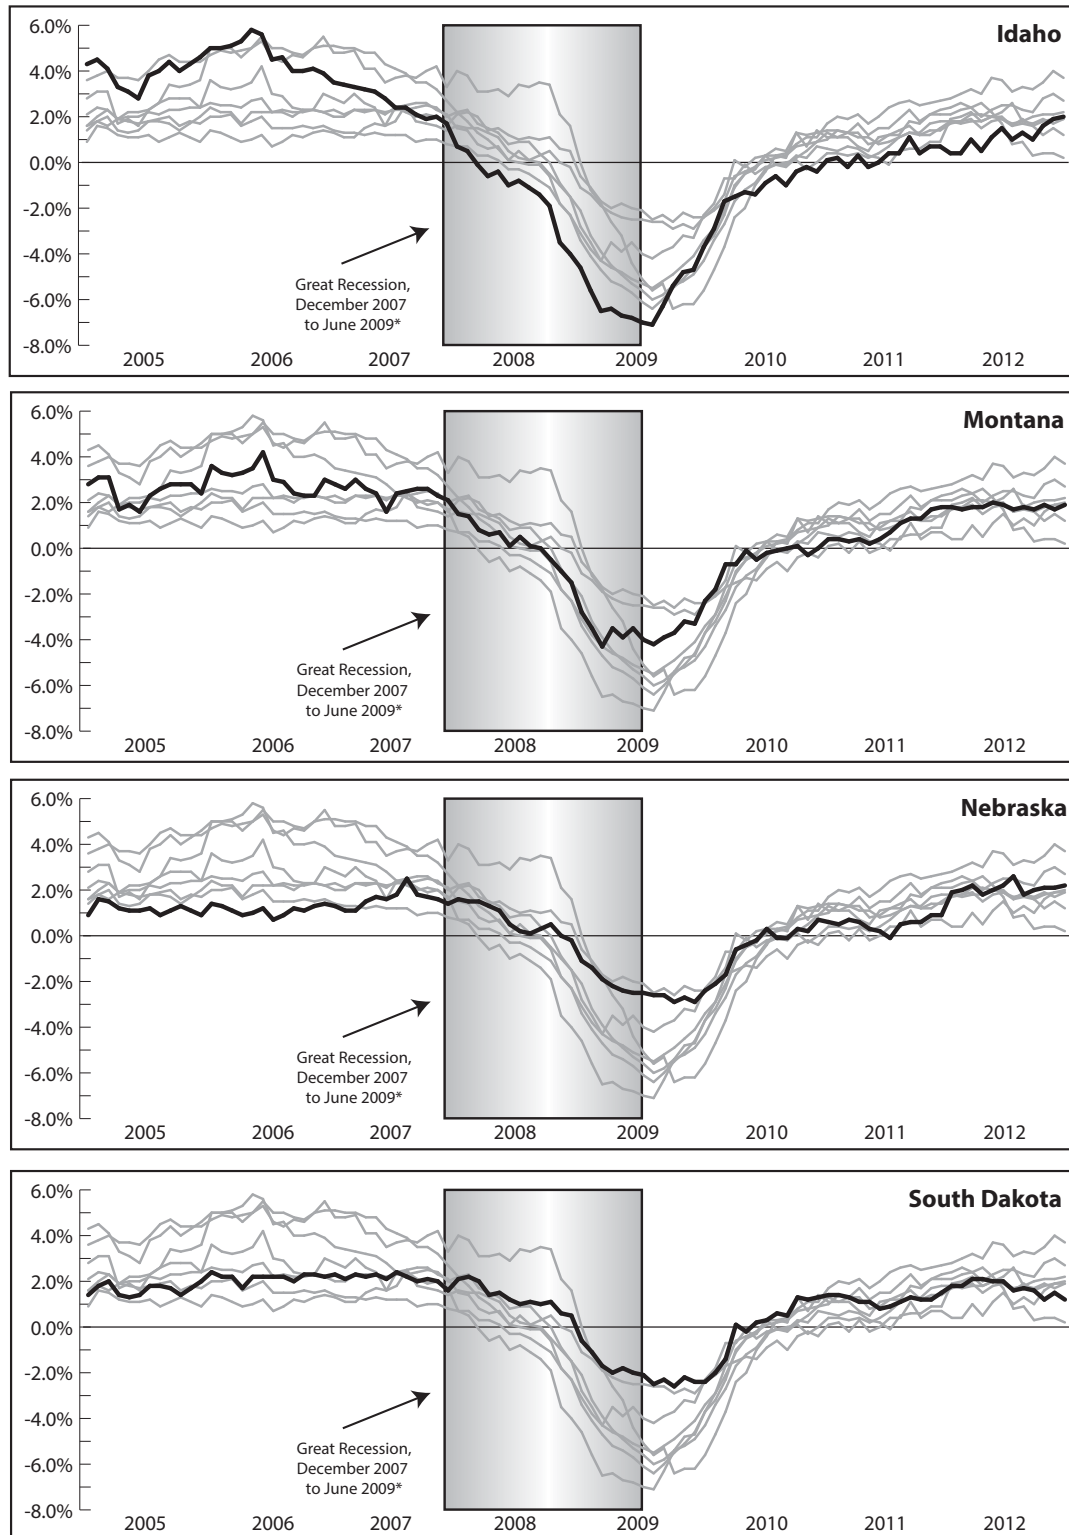 6.0%
Idaho
4.0%
2.0%
0.0%
-2.0%
-4.0%
Great Recession,
December 2007
to June 2009*
-6.0%
-8.0%
2005 2006 2007 2008 2009 2010 2011 2012
6.0%
Montana
4.0%
2.0%
0.0%
-2.0%
-4.0%
Great Recession,
December 2007
to June 2009*
-6.0%
-8.0%
2005 2006 2007 2008 2009 2010 2011 2012
6.0%
Nebraska
4.0%
2.0%
0.0%
-2.0%
-4.0%
Great Recession,
December 2007
to June 2009*
-6.0%
-8.0%
2005 2006 2007 2008 2009 2010 2011 2012
6.0%
South Dakota
4.0%
2.0%
0.0%
-2.0%
-4.0%
Great Recession,
December 2007
to June 2009*
-6.0%
-8.0%
2005 2006 2007 2008 2009 2010 2011 2012